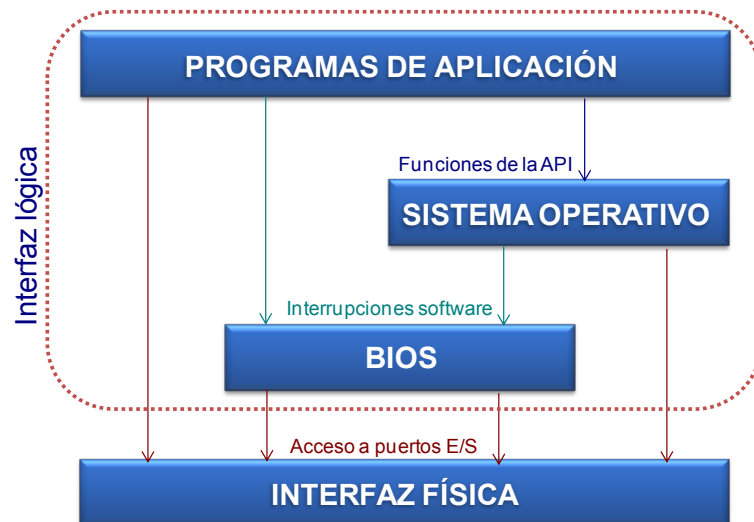 PROGRAMAS DE APLICACIÓN
Interfaz lógica
Funciones de la API
SISTEMA OPERATIVO
Interrupciones software
BIOS
Acceso a puertos E/S
INTERFAZ FÍSICA